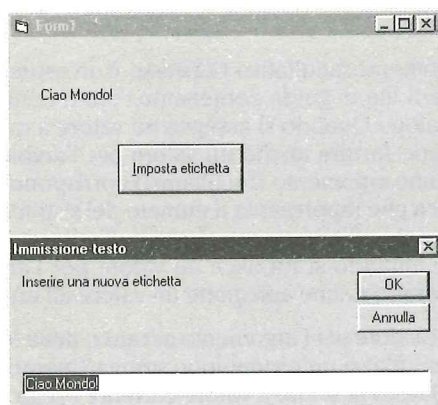 Form1
Ciao Mondo!
Imposta etichetta
Immissione testo
Inserire una nuova etichetta
OK
Annulla
Ciao Mondo!